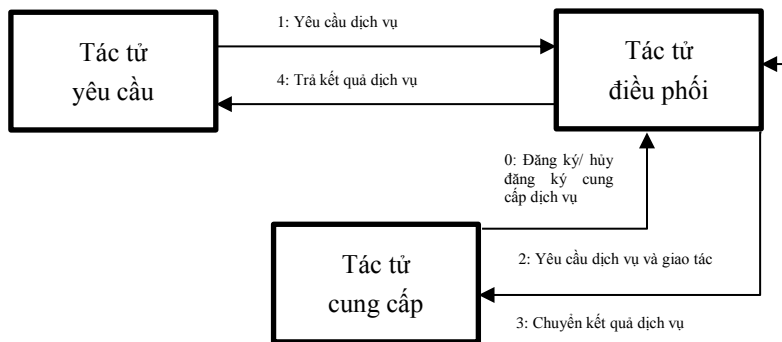 1: Yêu cầu dịch vụ
Tác tử
yêu cầu
Tác tử
điều phối
4: Trả kết quả dịch vụ
0: Đăng ký/ hủy
đăng ký cung
cấp dịch vụ
Tác tử
cung cấp
2: Yêu cầu dịch vụ và giao tác
3: Chuyển kết quả dịch vụ